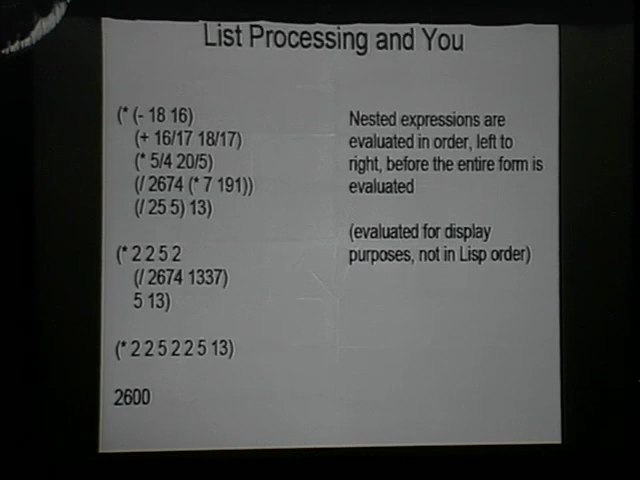 List Processing and You
(* (- 18 16)
(+ 16/17 18/17)
(* 5/4 20/5)
(/ 2674 (* 7 191))
(/ 25 5) 13)
(* 2 2 5 2
(/ 2674 1337)
5 13)
(* 2 2 5 2 2 5 13)
2600
Nested expressions are
evaluated in order, left to
right, before the entire form is
evaluated
(evaluated for display
purposes, not in Lisp order)